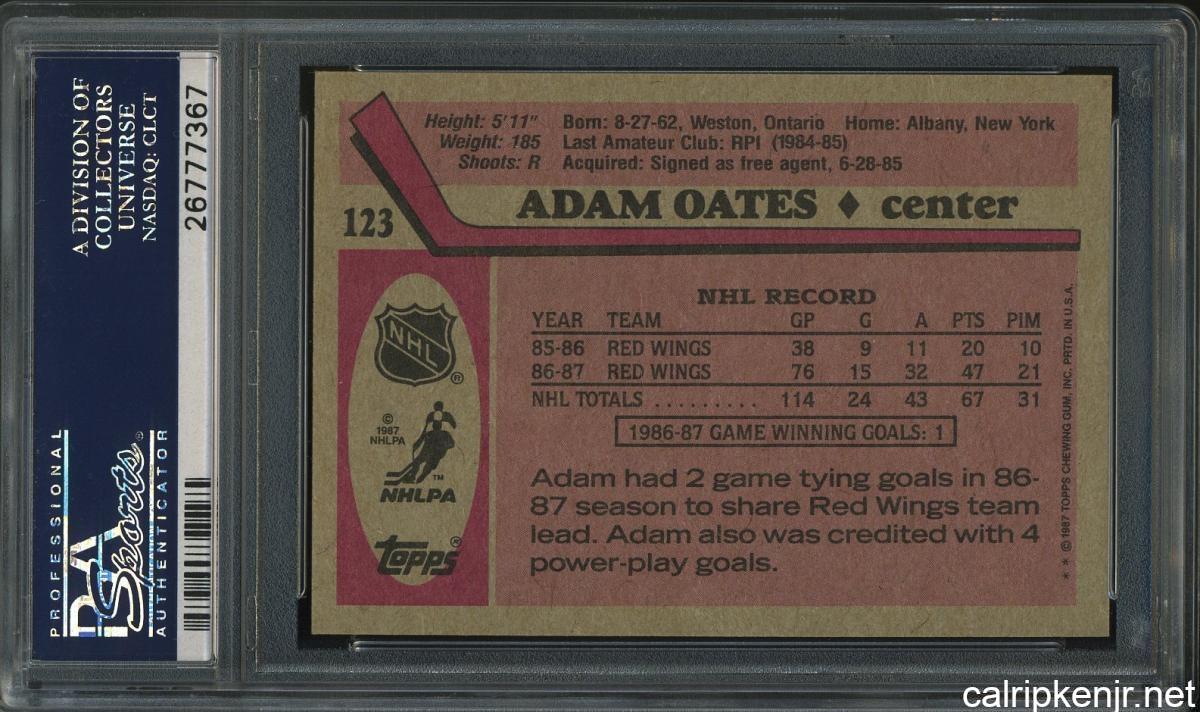 A DIVISION OF
COLLECTORS
UNIVERSE
NASDAQ: CLCT
26777367
PROFESSIONAL
PSA
Sports®
AUTHENTICATOR
Height: 5'11" Born: 8-27-62, Weston, Ontario Home: Albany, New York
Weight: 185 Last Amateur Club: RPI (1984-85)
Shoots: R Acquired: Signed as free agent, 6-28-85
123 ADAM OATES ♦ center
NHL
®
©
1987
NHLPA
TM
NHLPA
topps®
NHL RECORD
YEAR TEAM GP G A PTS PIM
85-86 RED WINGS 38 9 11 20 10
86-87 RED WINGS 76 15 32 47 21
NHL TOTALS ......... 114 24 43 67 31
1986-87 GAME WINNING GOALS: 1
Adam had 2 game tying goals in 86-
87 season to share Red Wings team
lead. Adam also was credited with 4
power-play goals.
* * © 1987 TOPPS CHEWING GUM, INC. PRTD. IN U.S.A.
calripkenjr.net